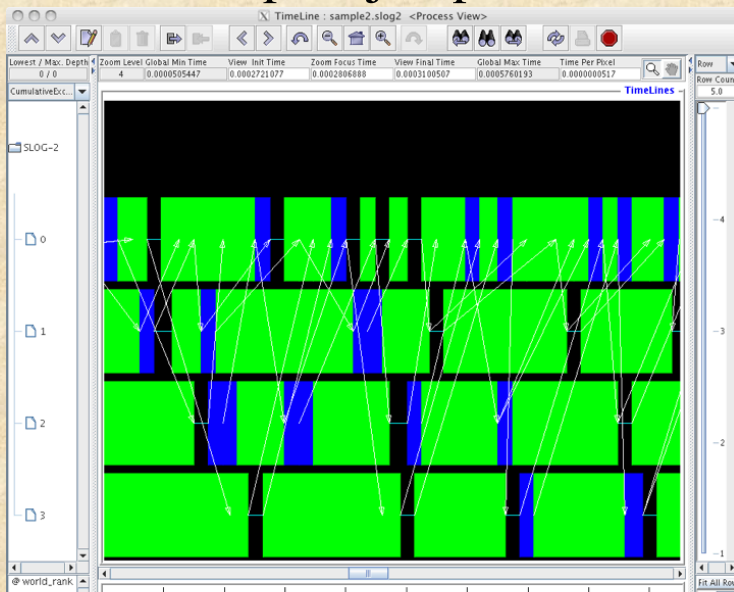 TimeLine : sample2.slog2 <Process View>
Lowest / Max. Depth
0 / 0
Zoom Level
4
Global Min Time
0.0000505447
View Init Time
0.0002721077
Zoom Focus Time
0.0002806888
View Final Time
0.0003100507
Global Max Time
0.0005760193
Time Per Pixel
0.0000000517
Row
Row Coun
5.0
CumulativeExc...
TimeLines
SLOG-2
0
1
2
3
4
3
2
1
@ world_rank
Fit All Row